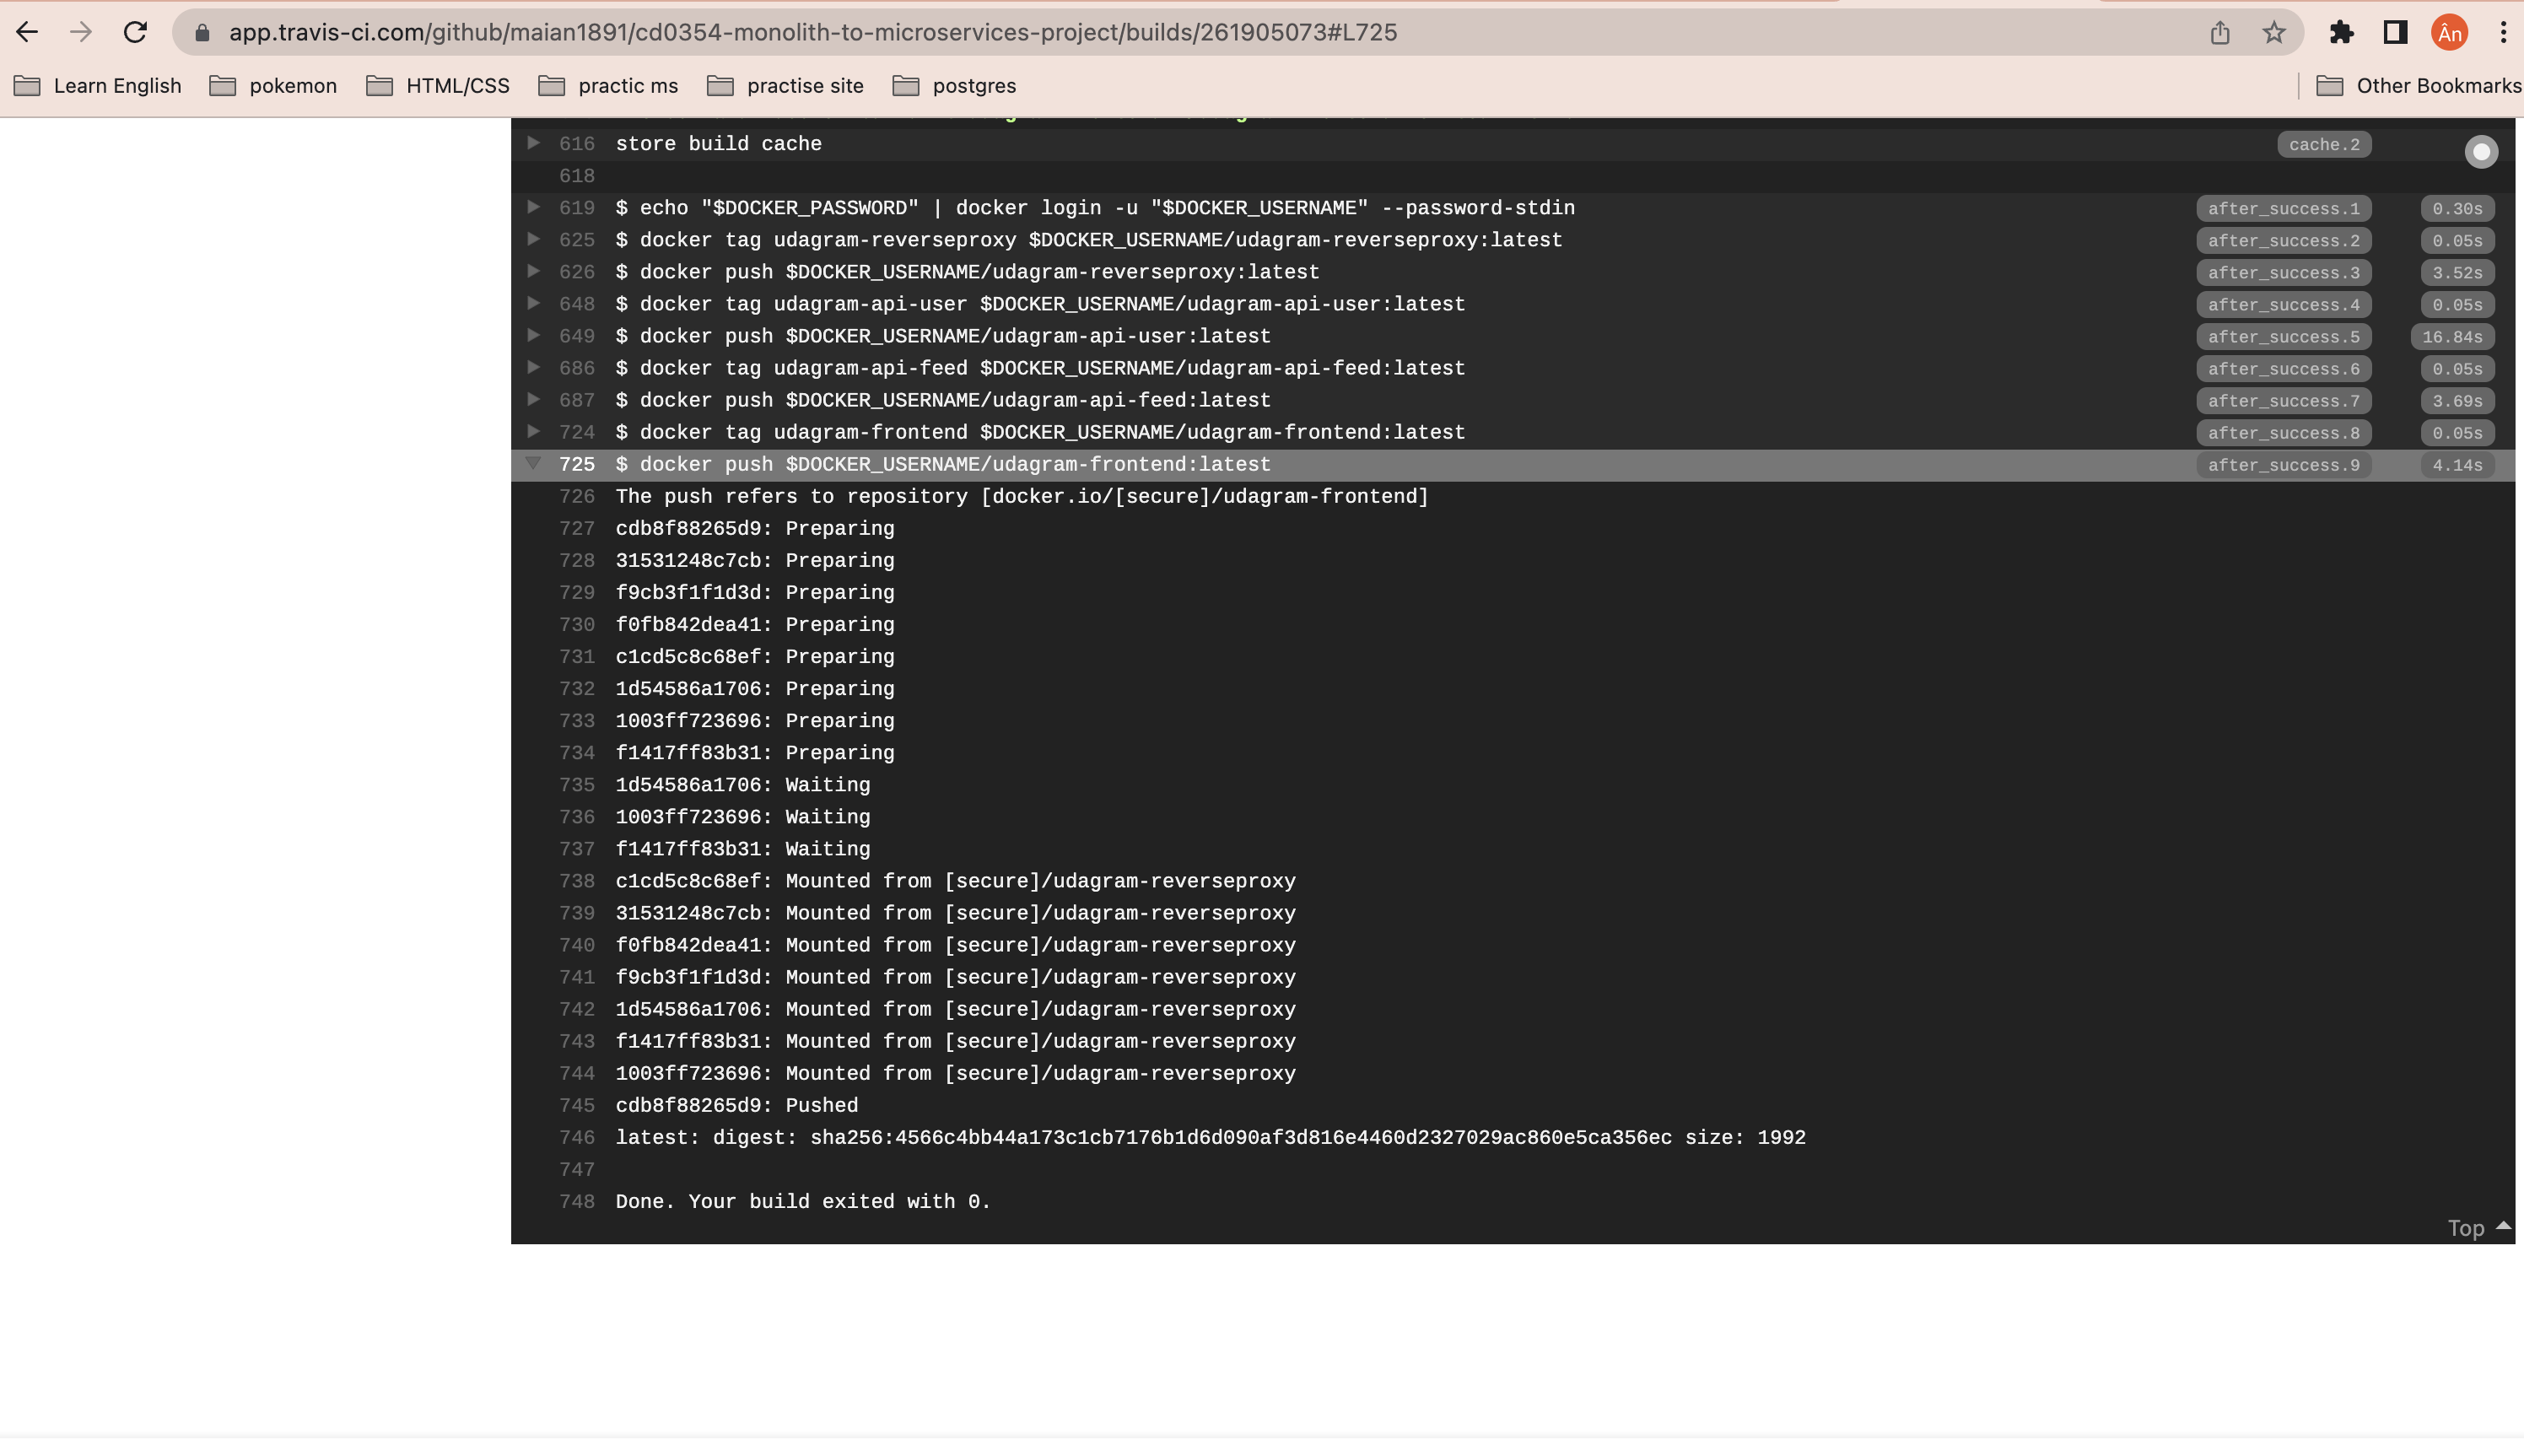 app.travis-ci.com/github/maian1891/cd0354-monolith-to-microservices-project/builds/261905073#L725
Ân
Learn English pokemon HTML/CSS practic ms practise site postgres Other Bookmarks
616 store build cache cache.2
618
619 $ echo "$DOCKER_PASSWORD" | docker login -u "$DOCKER_USERNAME" --password-stdin after_success.1 0.30s
625 $ docker tag udagram-reverseproxy $DOCKER_USERNAME/udagram-reverseproxy:latest after_success.2 0.05s
626 $ docker push $DOCKER_USERNAME/udagram-reverseproxy:latest after_success.3 3.52s
648 $ docker tag udagram-api-user $DOCKER_USERNAME/udagram-api-user:latest after_success.4 0.05s
649 $ docker push $DOCKER_USERNAME/udagram-api-user:latest after_success.5 16.84s
686 $ docker tag udagram-api-feed $DOCKER_USERNAME/udagram-api-feed:latest after_success.6 0.05s
687 $ docker push $DOCKER_USERNAME/udagram-api-feed:latest after_success.7 3.69s
724 $ docker tag udagram-frontend $DOCKER_USERNAME/udagram-frontend:latest after_success.8 0.05s
725 $ docker push $DOCKER_USERNAME/udagram-frontend:latest after_success.9 4.14s
726 The push refers to repository [docker.io/[secure]/udagram-frontend]
727 cdb8f88265d9: Preparing
728 31531248c7cb: Preparing
729 f9cb3f1f1d3d: Preparing
730 f0fb842dea41: Preparing
731 c1cd5c8c68ef: Preparing
732 1d54586a1706: Preparing
733 1003ff723696: Preparing
734 f1417ff83b31: Preparing
735 1d54586a1706: Waiting
736 1003ff723696: Waiting
737 f1417ff83b31: Waiting
738 c1cd5c8c68ef: Mounted from [secure]/udagram-reverseproxy
739 31531248c7cb: Mounted from [secure]/udagram-reverseproxy
740 f0fb842dea41: Mounted from [secure]/udagram-reverseproxy
741 f9cb3f1f1d3d: Mounted from [secure]/udagram-reverseproxy
742 1d54586a1706: Mounted from [secure]/udagram-reverseproxy
743 f1417ff83b31: Mounted from [secure]/udagram-reverseproxy
744 1003ff723696: Mounted from [secure]/udagram-reverseproxy
745 cdb8f88265d9: Pushed
746 latest: digest: sha256:4566c4bb44a173c1cb7176b1d6d090af3d816e4460d2327029ac860e5ca356ec size: 1992
747
748 Done. Your build exited with 0.
Top